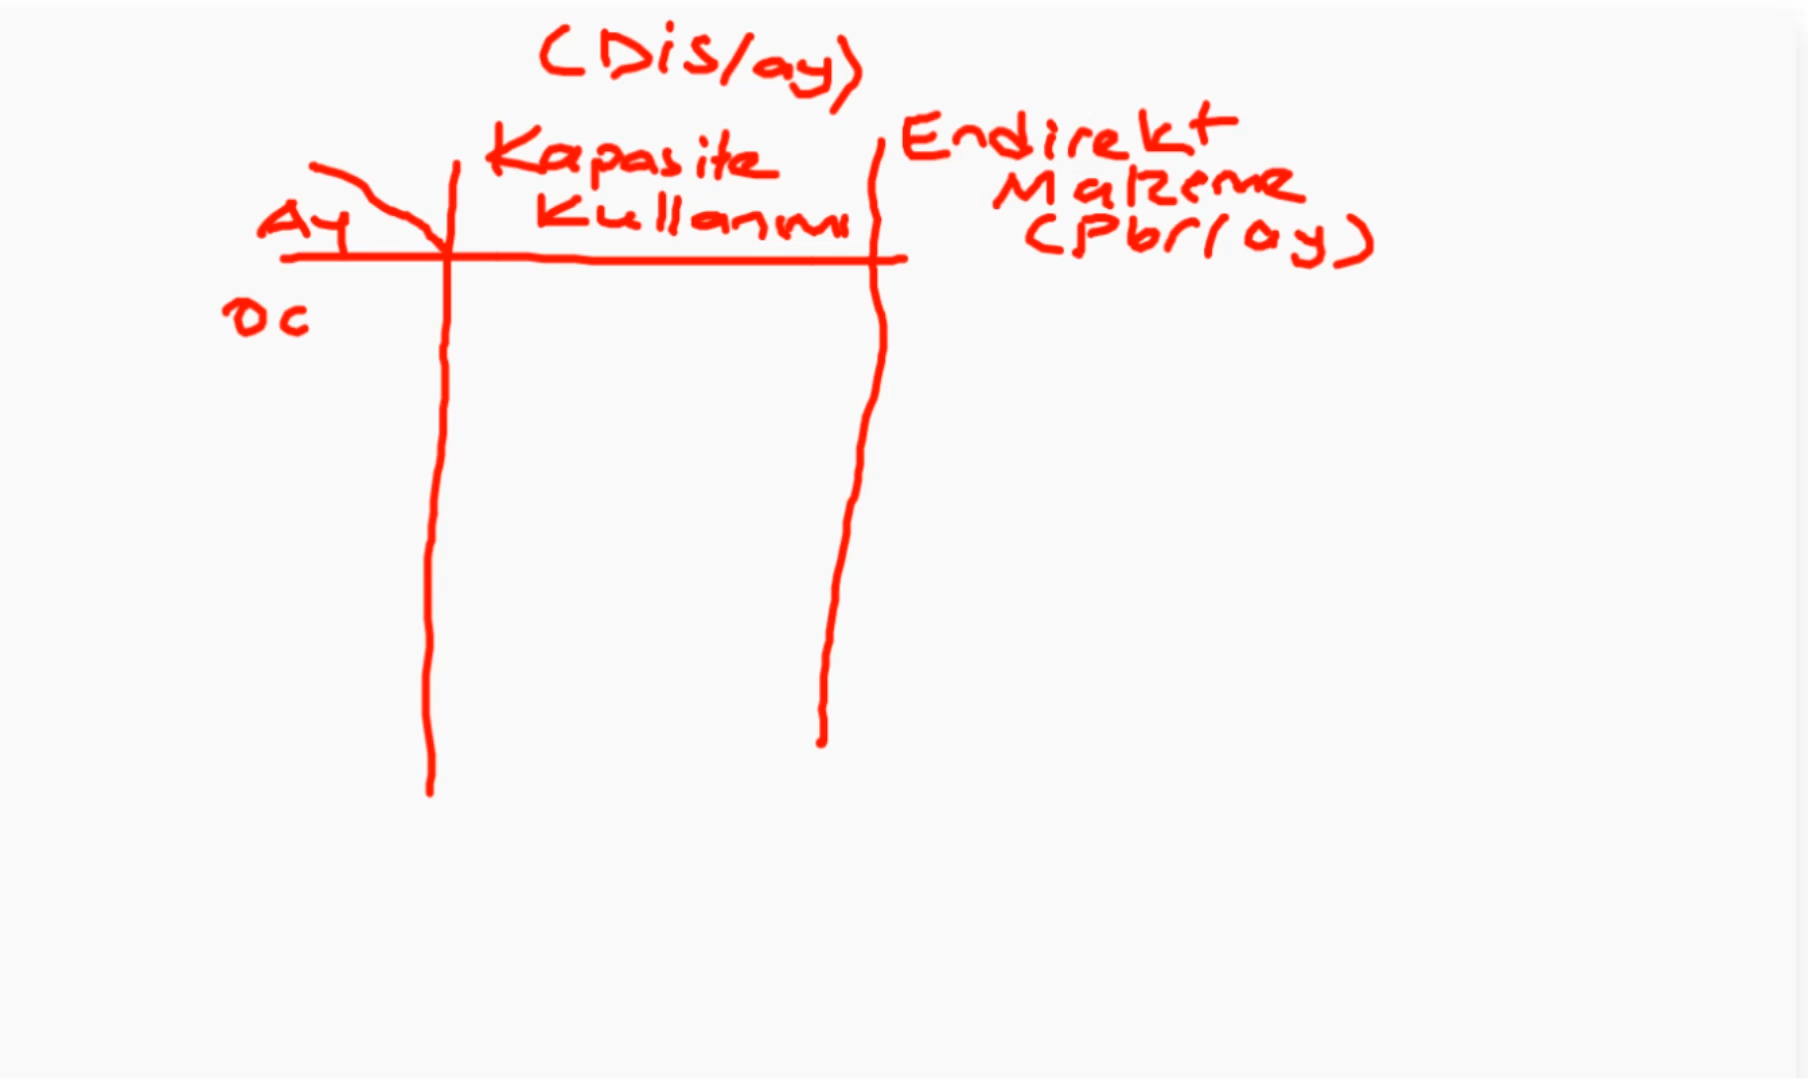 (Dis/ay)
Kapasite
Kullanımı
Endirekt
Malzeme
(Pbr/ay)
Ay
Oc